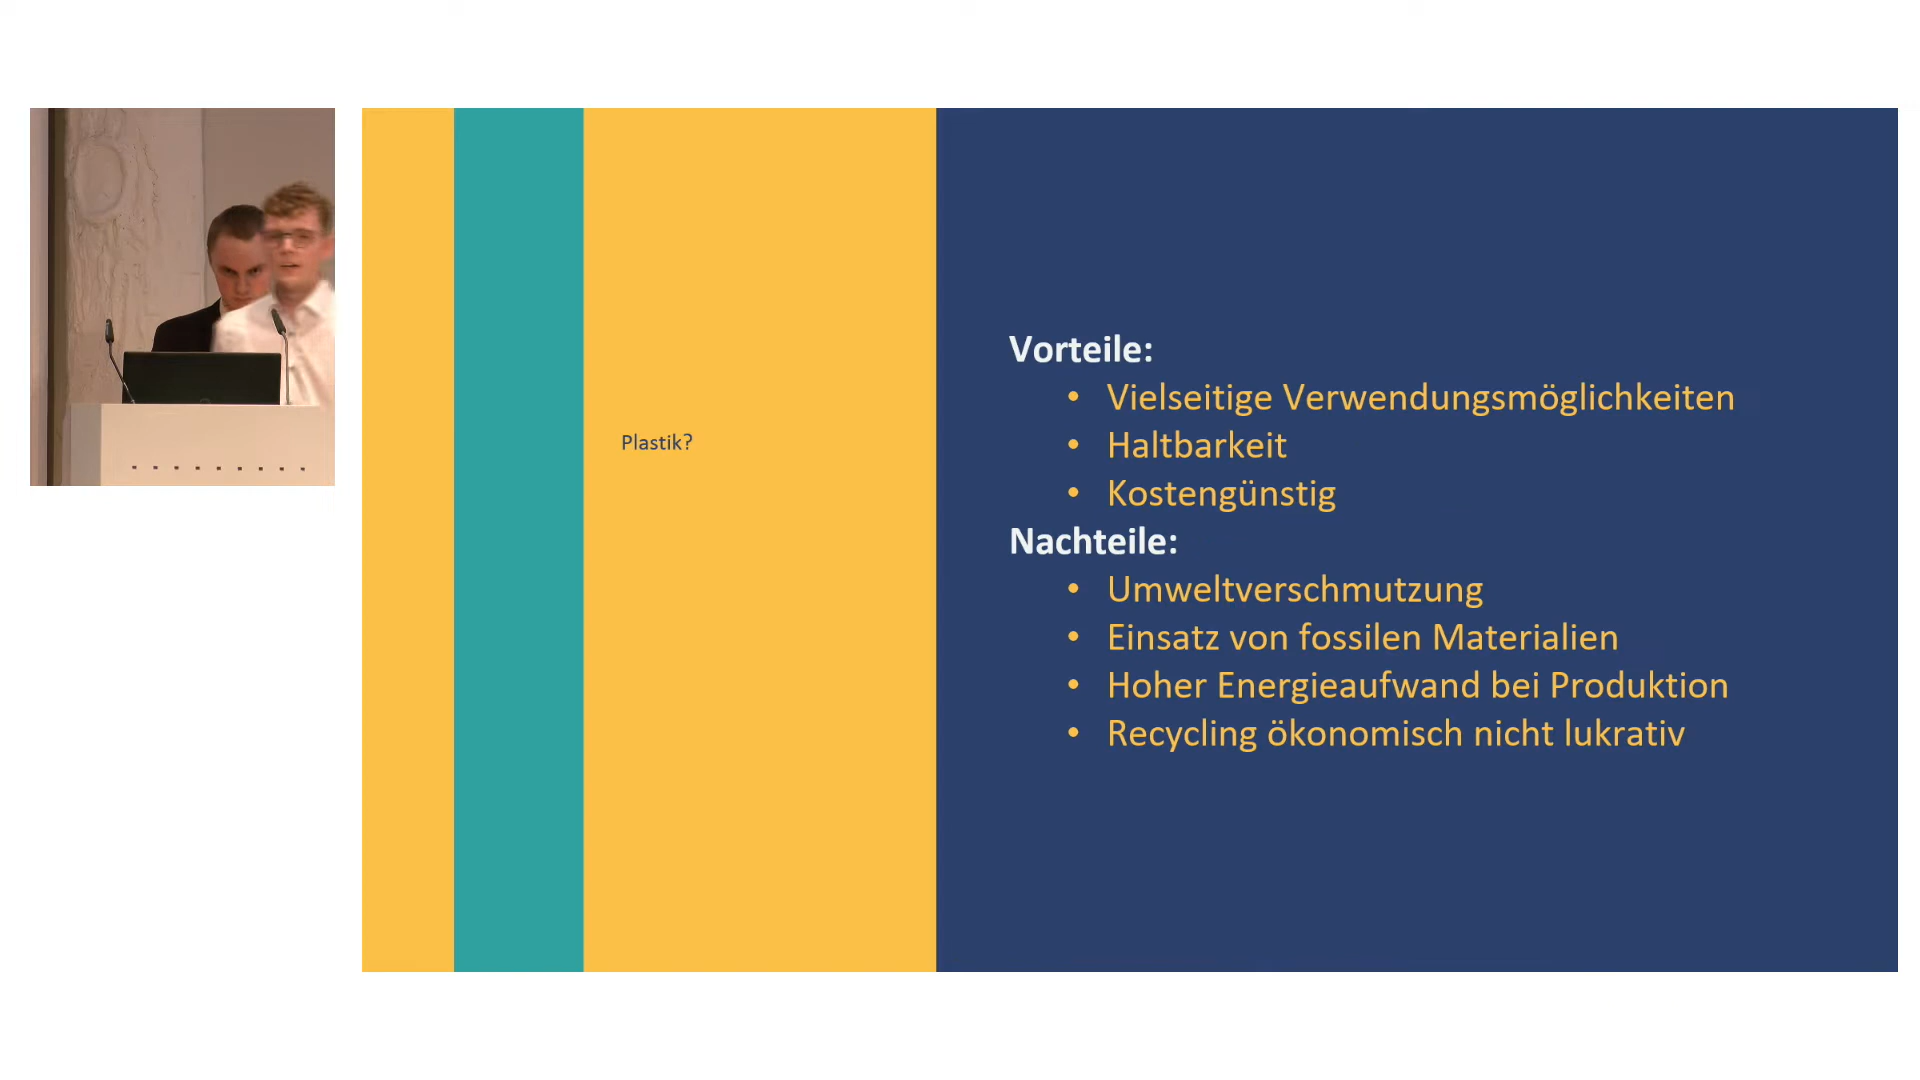 Plastik?
Vorteile:
• Vielseitige Verwendungsmöglichkeiten
• Haltbarkeit
• Kostengünstig
Nachteile:
• Umweltverschmutzung
• Einsatz von fossilen Materialien
• Hoher Energieaufwand bei Produktion
• Recycling ökonomisch nicht lukrativ